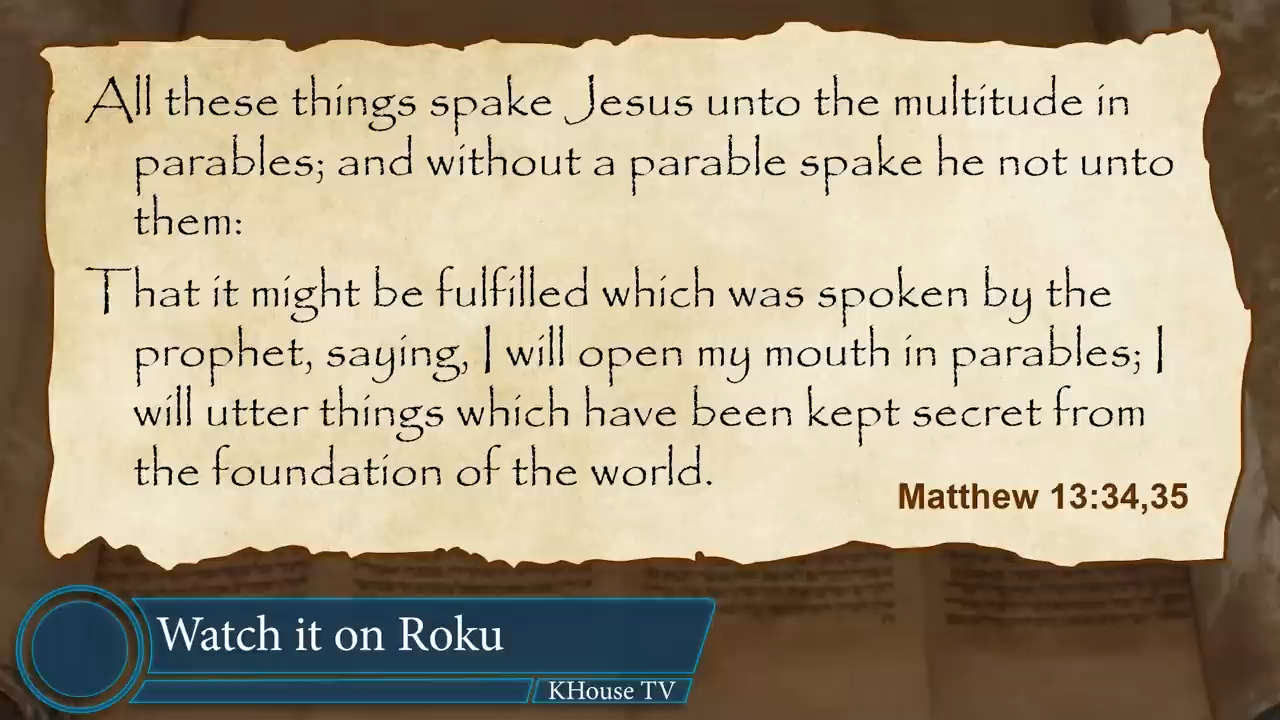 All these things spake Jesus unto the multitude in
parables; and without a parable spake he not unto
them:
That it might be fulfilled which was spoken by the
prophet, saying, I will open my mouth in parables; I
will utter things which have been kept secret from
the foundation of the world.
Matthew 13:34,35
Watch it on Roku
KHouse TV